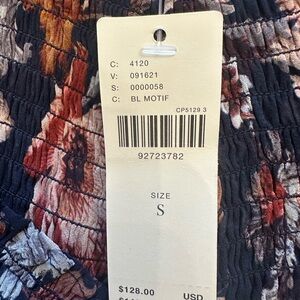 C: 4120
V: 091621
S: 0000058
C: BL MOTIF
CP5129 3
92723782
SIZE
S
$128.00 USD